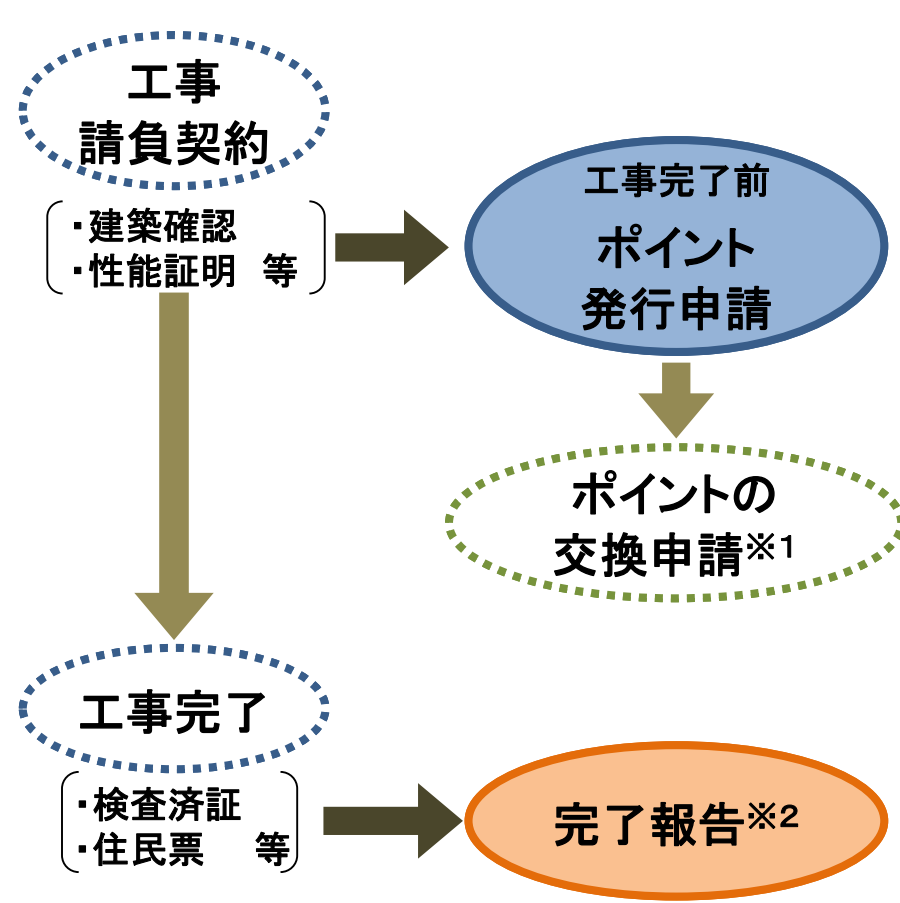 工事
請負契約
・建築確認
・性能証明　等
工事完了前
ポイント
発行申請
ポイントの
交換申請※1
工事完了
・検査済証
・住民票　等
完了報告※2